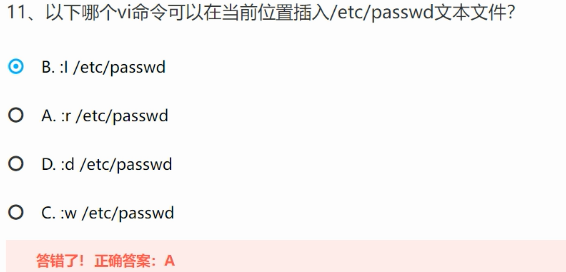 11、以下哪个vi命令可以在当前位置插入/etc/passwd文本文件？
B. :I /etc/passwd
A. :r /etc/passwd
D. :d /etc/passwd
C. :w /etc/passwd
答错了！正确答案：A